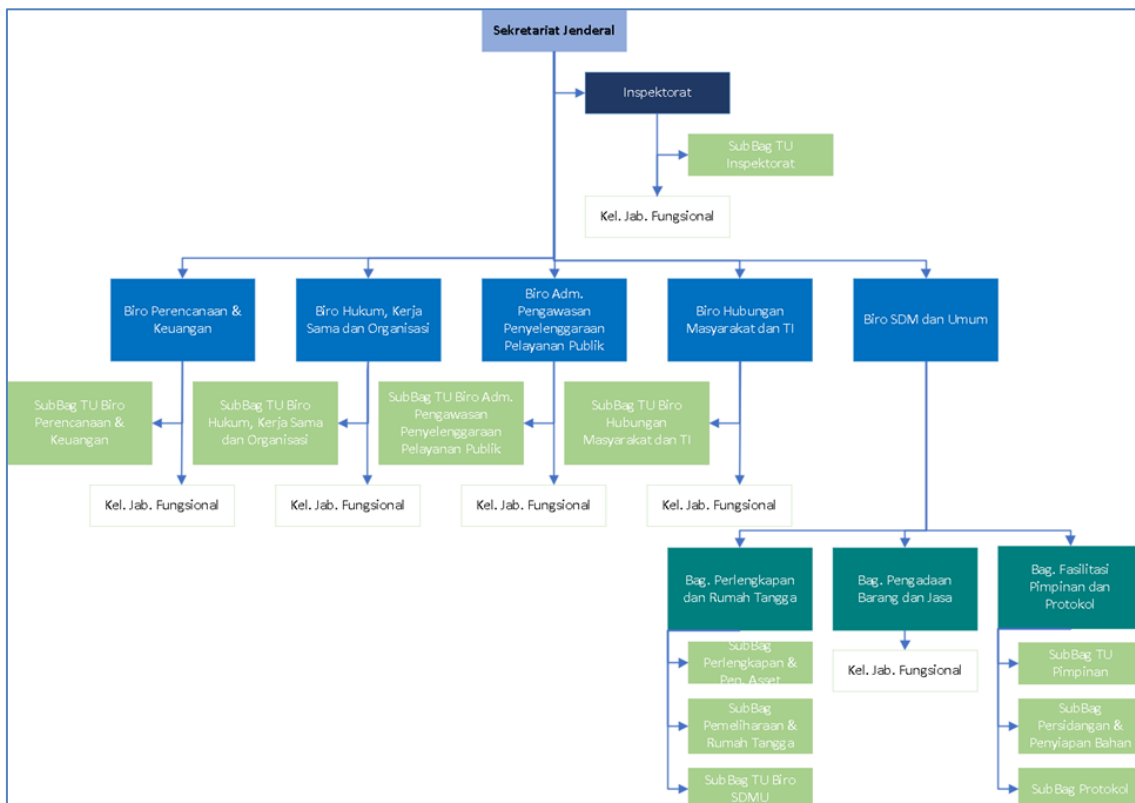 Sekretariat Jenderal
Inspektorat
SubBag TU
Inspektorat
Kel. Jab. Fungsional
Biro Perencanaan &
Keuangan
Biro Hukum, Kerja
Sama dan Organisasi
Biro Adm.
Pengawasan
Penyelenggaraan
Pelayanan Publik
Biro Hubungan
Masyarakat dan TI
Biro SDM dan Umum
SubBag TU Biro
Perencanaan &
Keuangan
SubBag TU Biro
Hukum, Kerja Sama
dan Organisasi
SubBag TU Biro Adm.
Pengawasan
Penyelenggaraan
Pelayanan Publik
SubBag TU Biro
Hubungan
Masyarakat dan TI
Kel. Jab. Fungsional
Kel. Jab. Fungsional
Kel. Jab. Fungsional
Kel. Jab. Fungsional
Bag. Perlengkapan
dan Rumah Tangga
Bag. Pengadaan
Barang dan Jasa
Bag. Fasilitasi
Pimpinan dan
Protokol
SubBag
Perlengkapan &
Pen. Asset
Kel. Jab. Fungsional
SubBag TU
Pimpinan
SubBag
Pemeliharaan &
Rumah Tangga
SubBag
Persidangan &
Penyiapan Bahan
SubBag TU Biro
SDMU
SubBag Protokol